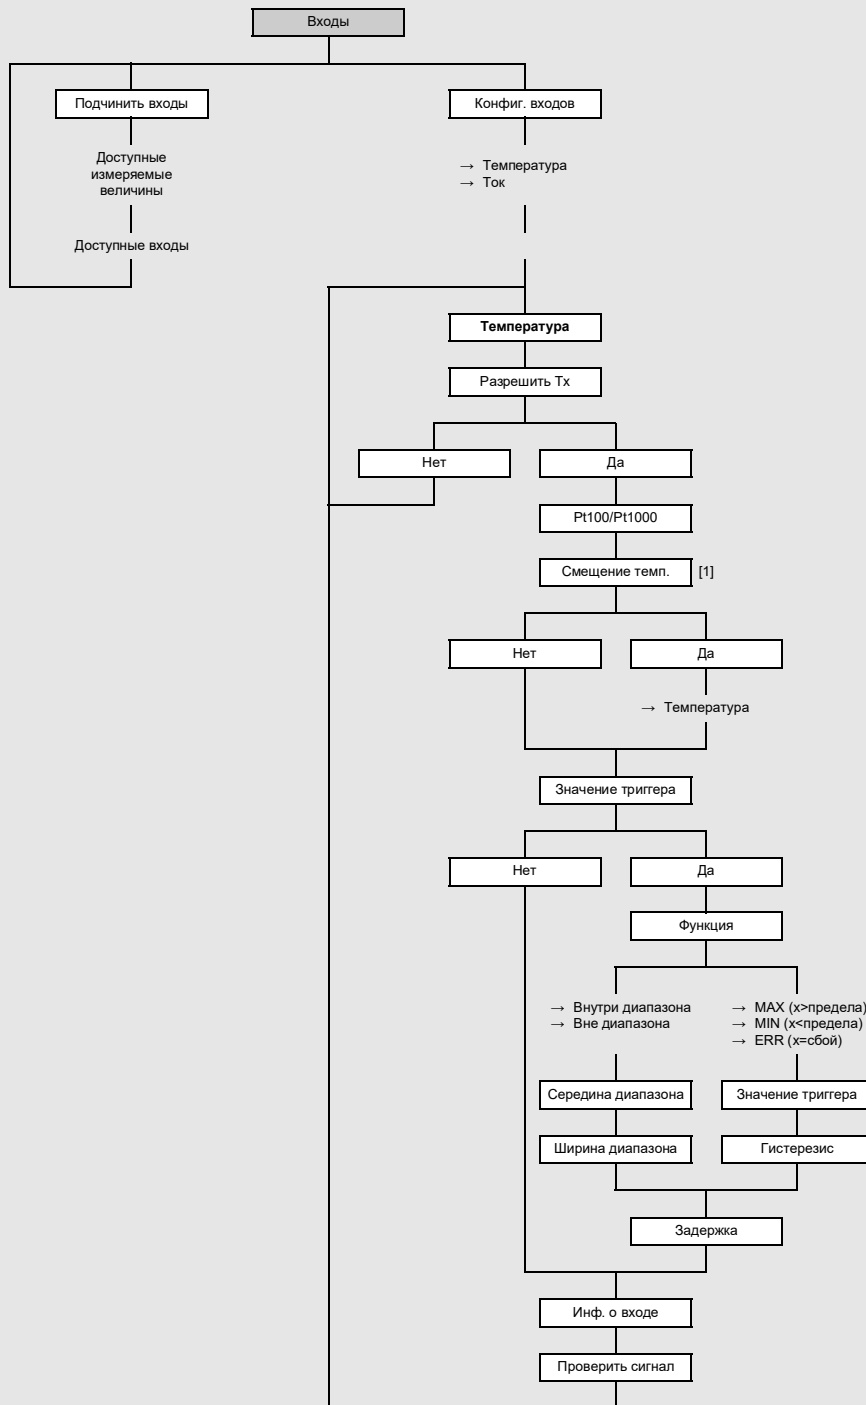 Входы
Подчинить входы
Конфиг. входов
Доступные
измеряемые
величины
→ Температура
→ Ток
Доступные входы
Температура
Разрешить Tx
Нет
Да
Pt100/Pt1000
Смещение темп. [1]
Нет
Да
→ Температура
Значение триггера
Нет
Да
Функция
→ Внутри диапазона
→ Вне диапазона
→ MAX (x>предела)
→ MIN (x<предела)
→ ERR (x=сбой)
Середина диапазона
Значение триггера
Ширина диапазона
Гистерезис
Задержка
Инф. о входе
Проверить сигнал